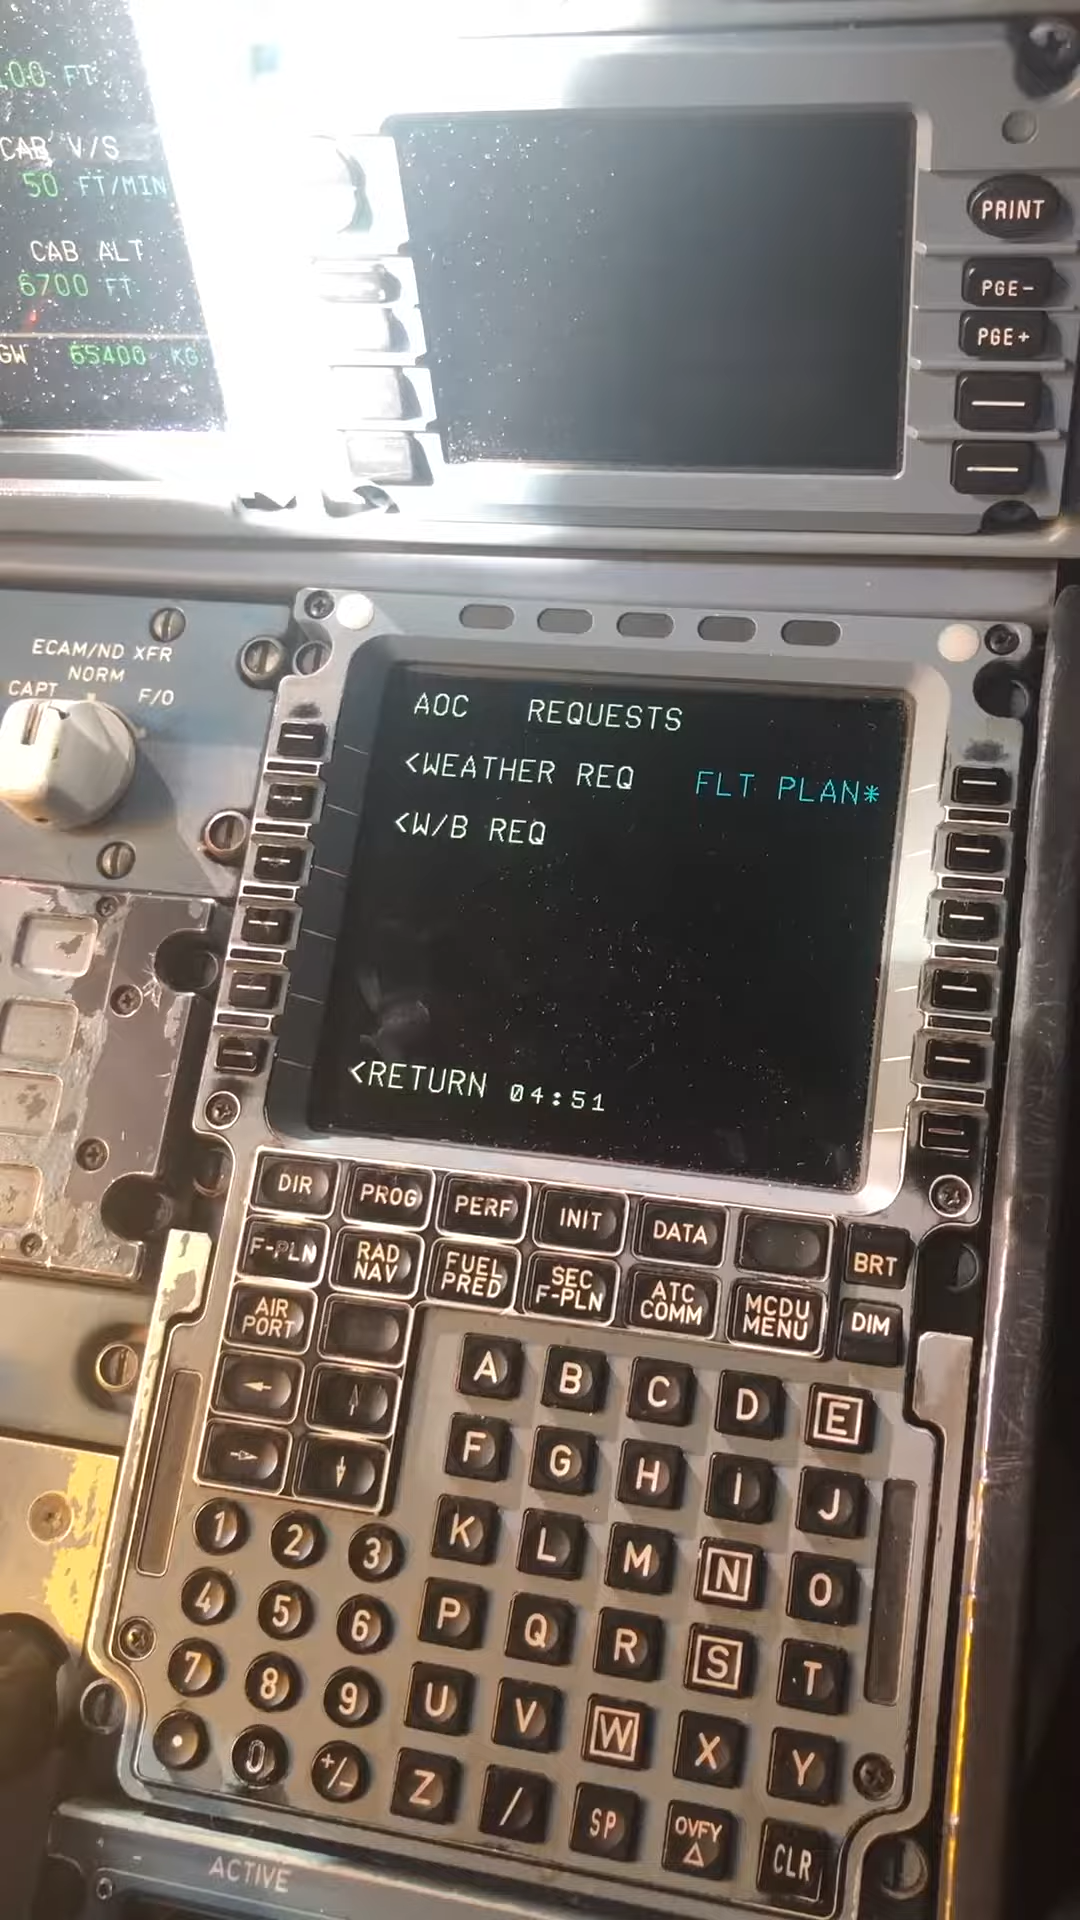 100 FT
CAB V/S
50 FT/MIN
CAB ALT
6700 FT
GW 65400 KG
PRINT
PGE-
PGE+
ECAM/ND XFR
NORM
CAPT F/O
AOC REQUESTS
<WEATHER REQ FLT PLAN*
<W/B REQ
<RETURN 04:51
DIR PROG PERF INIT DATA
BRT
F-PLN RAD NAV FUEL PRED SEC F-PLN ATC COMM MCDU MENU
DIM
AIR PORT
← ↑
→ ↓
A B C D E
F G H I J
K L M N O
P Q R S T
U V W X Y
Z / SP OVFY Δ CLR
1 2 3
4 5 6
7 8 9
. 0 +/-
ACTIVE